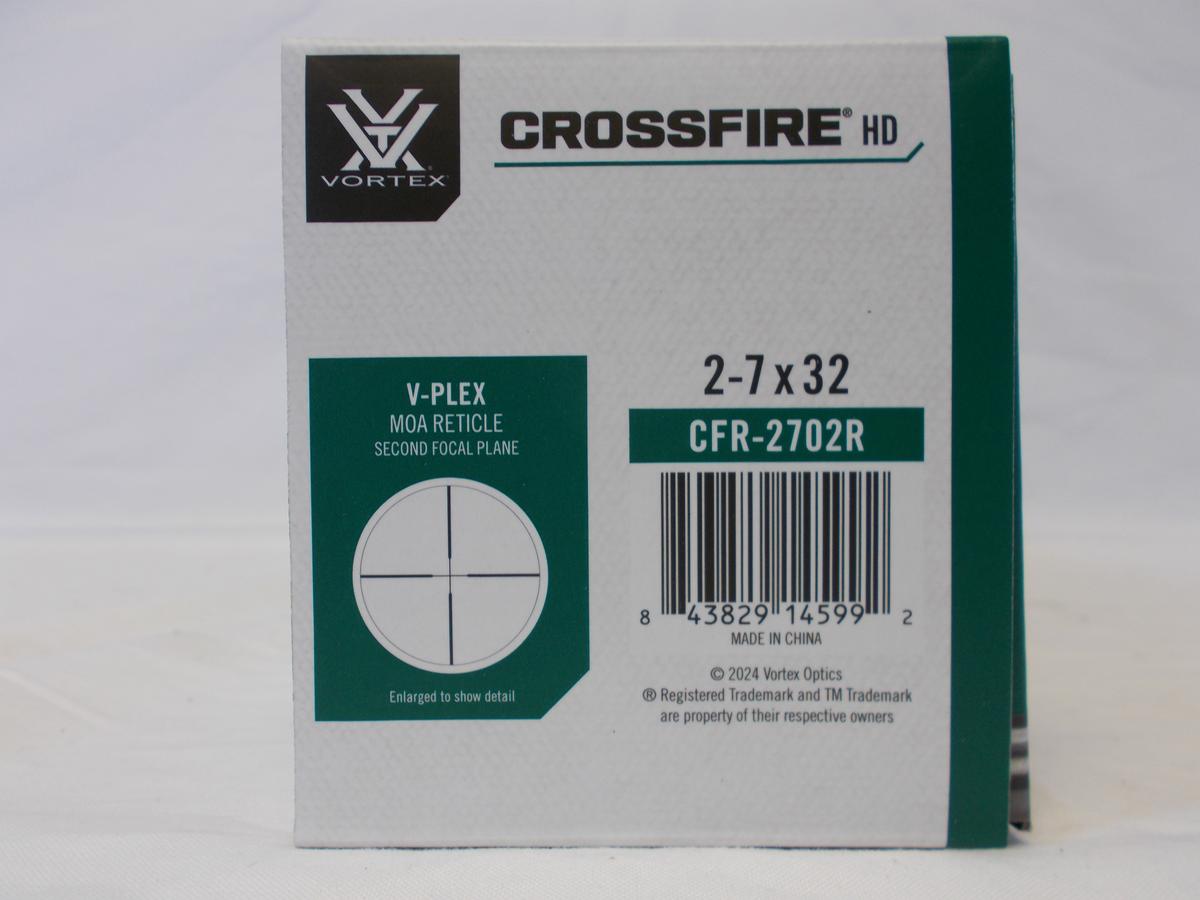 VORTEX
CROSSFIRE® HD
V-PLEX
MOA RETICLE
SECOND FOCAL PLANE
Enlarged to show detail
2-7 x 32
CFR-2702R
8 43829 14599 2
MADE IN CHINA
© 2024 Vortex Optics
® Registered Trademark and TM Trademark
are property of their respective owners